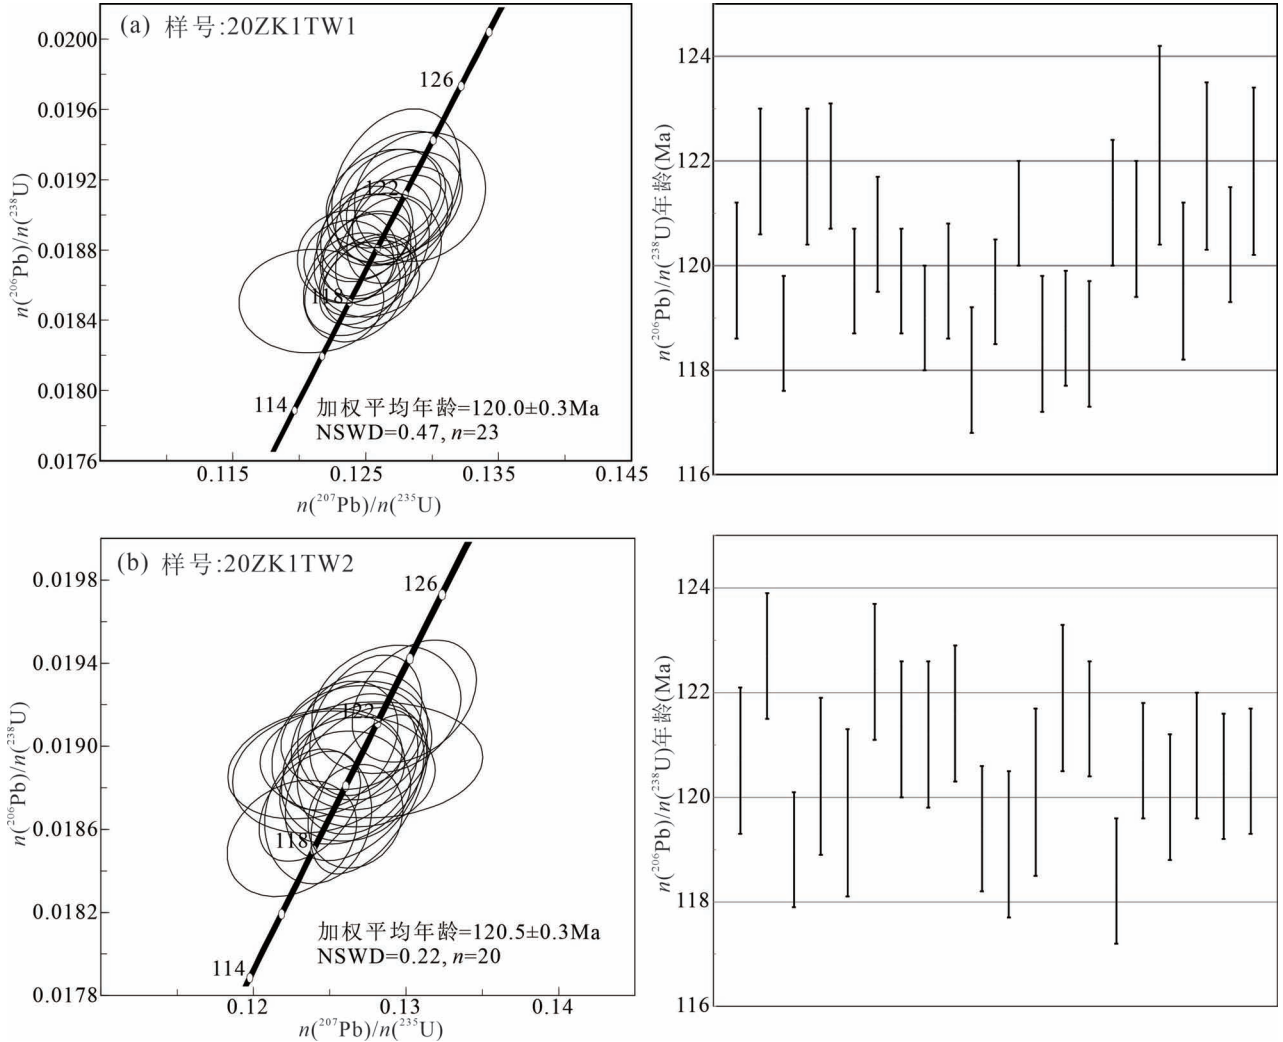 (a) 样号:20ZK1TW1
0.0200
0.0196
0.0192
0.0188
0.0184
0.0180
0.0176
n(²⁰⁶Pb)/n(²³⁸U)
126
122
118
114
加权平均年龄=120.0±0.3Ma
NSWD=0.47, n=23
0.115 0.125 0.135 0.145
n(²⁰⁷Pb)/n(²³⁵U)
124
122
120
118
116
n(²⁰⁶Pb)/n(²³⁸U)年龄(Ma)
(b) 样号:20ZK1TW2
0.0198
0.0194
0.0190
0.0186
0.0182
0.0178
n(²⁰⁶Pb)/n(²³⁸U)
126
122
118
114
加权平均年龄=120.5±0.3Ma
NSWD=0.22, n=20
0.12 0.13 0.14
n(²⁰⁷Pb)/n(²³⁵U)
124
122
120
118
116
n(²⁰⁶Pb)/n(²³⁸U)年龄(Ma)